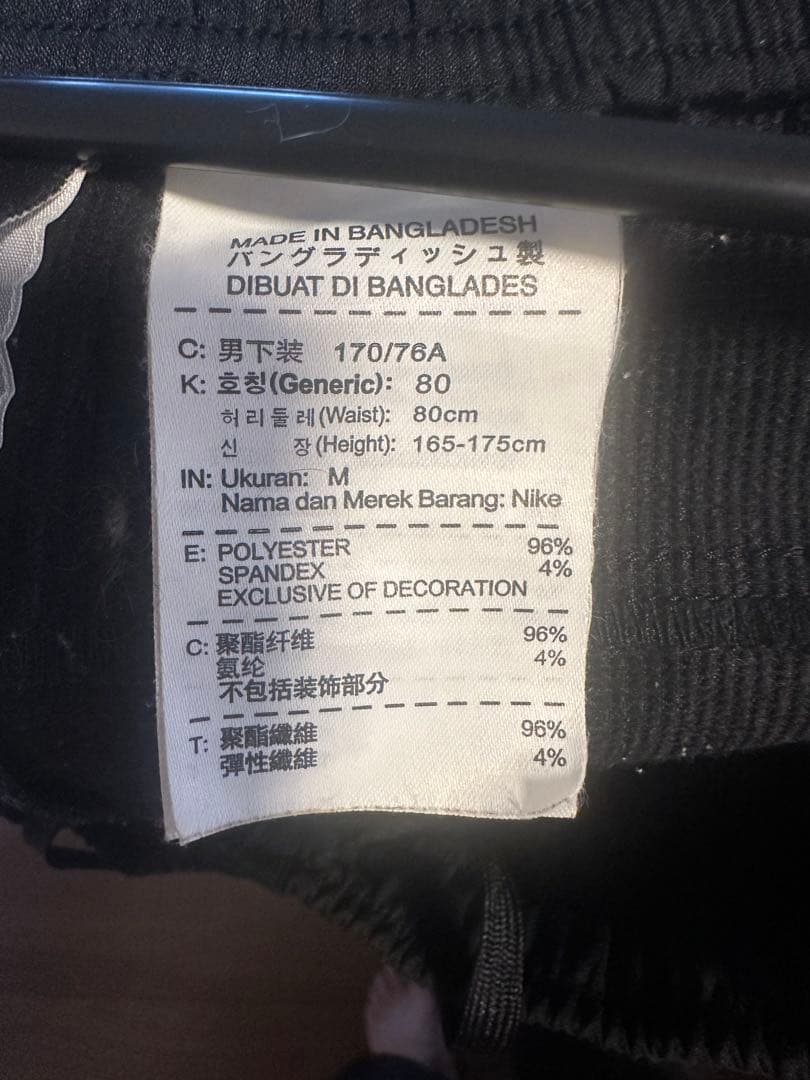 MADE IN BANGLADESH
バングラディッシュ製
DIBUAT DI BANGLADES
C: 男下装 170/76A
K: 호칭(Generic): 80
허리둘레(Waist): 80cm
신 장(Height): 165-175cm
IN: Ukuran: M
Nama dan Merek Barang: Nike
E: POLYESTER 96%
SPANDEX 4%
EXCLUSIVE OF DECORATION
C: 聚酯纤维 96%
氨纶 4%
不包括装饰部分
T: 聚酯纖維 96%
彈性纖維 4%